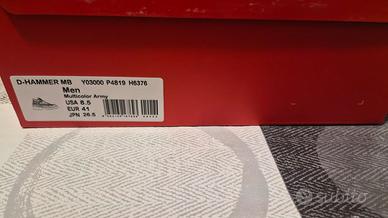 D-HAMMER MB Y03000 P4819 H6376
Men
Multicolor Army
USA 8.5
EUR 41
JPN 26.5
subito